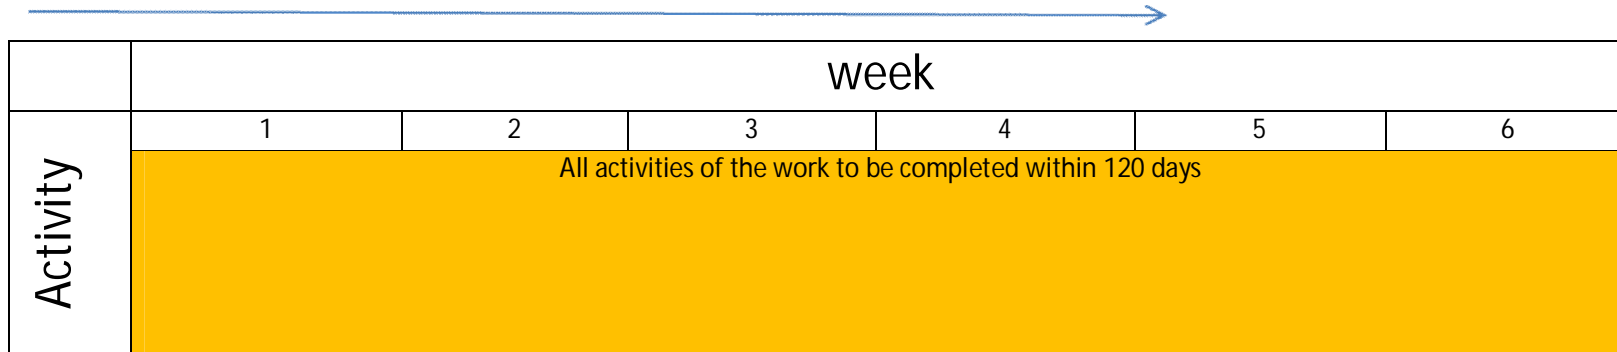 week
1 2 3 4 5 6
All activities of the work to be completed within 120 days
Activity